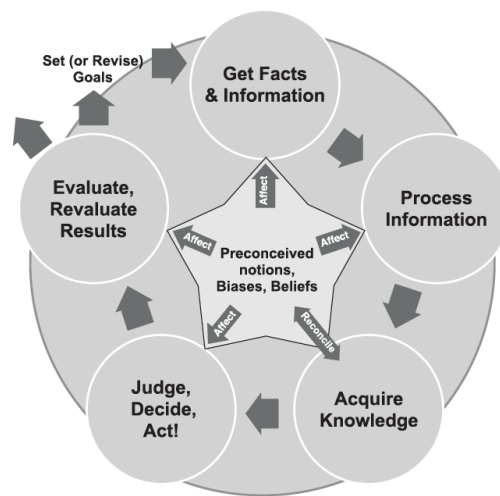 Set (or Revise)
Goals
Get Facts
& Information
Evaluate,
Revaluate
Results
Process
Information
Affect
Affect
Affect
Preconceived
notions,
Biases, Beliefs
Affect
Reconcile
Judge,
Decide,
Act!
Acquire
Knowledge